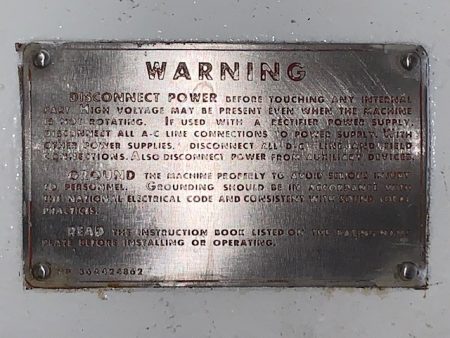 WARNING
DISCONNECT POWER BEFORE TOUCHING ANY INTERNAL
PART. HIGH VOLTAGE MAY BE PRESENT EVEN WHEN THE MACHINE
IS NOT ROTATING. IF USED WITH A RECTIFIER POWER SUPPLY,
DISCONNECT ALL A-C LINE CONNECTIONS TO POWER SUPPLY. WITH
OTHER POWER SUPPLIES, DISCONNECT ALL D-C LINE AND FIELD
CONNECTIONS. ALSO DISCONNECT POWER FROM AUXILIARY DEVICES.
GROUND THE MACHINE PROPERLY TO AVOID SERIOUS INJURY
TO PERSONNEL. GROUNDING SHOULD BE IN ACCORDANCE WITH
THE NATIONAL ELECTRICAL CODE AND CONSISTENT WITH SOUND LOCAL
PRACTICES.
READ THE INSTRUCTION BOOK LISTED ON THE RATING NAME
PLATE BEFORE INSTALLING OR OPERATING.
NP 36A424862